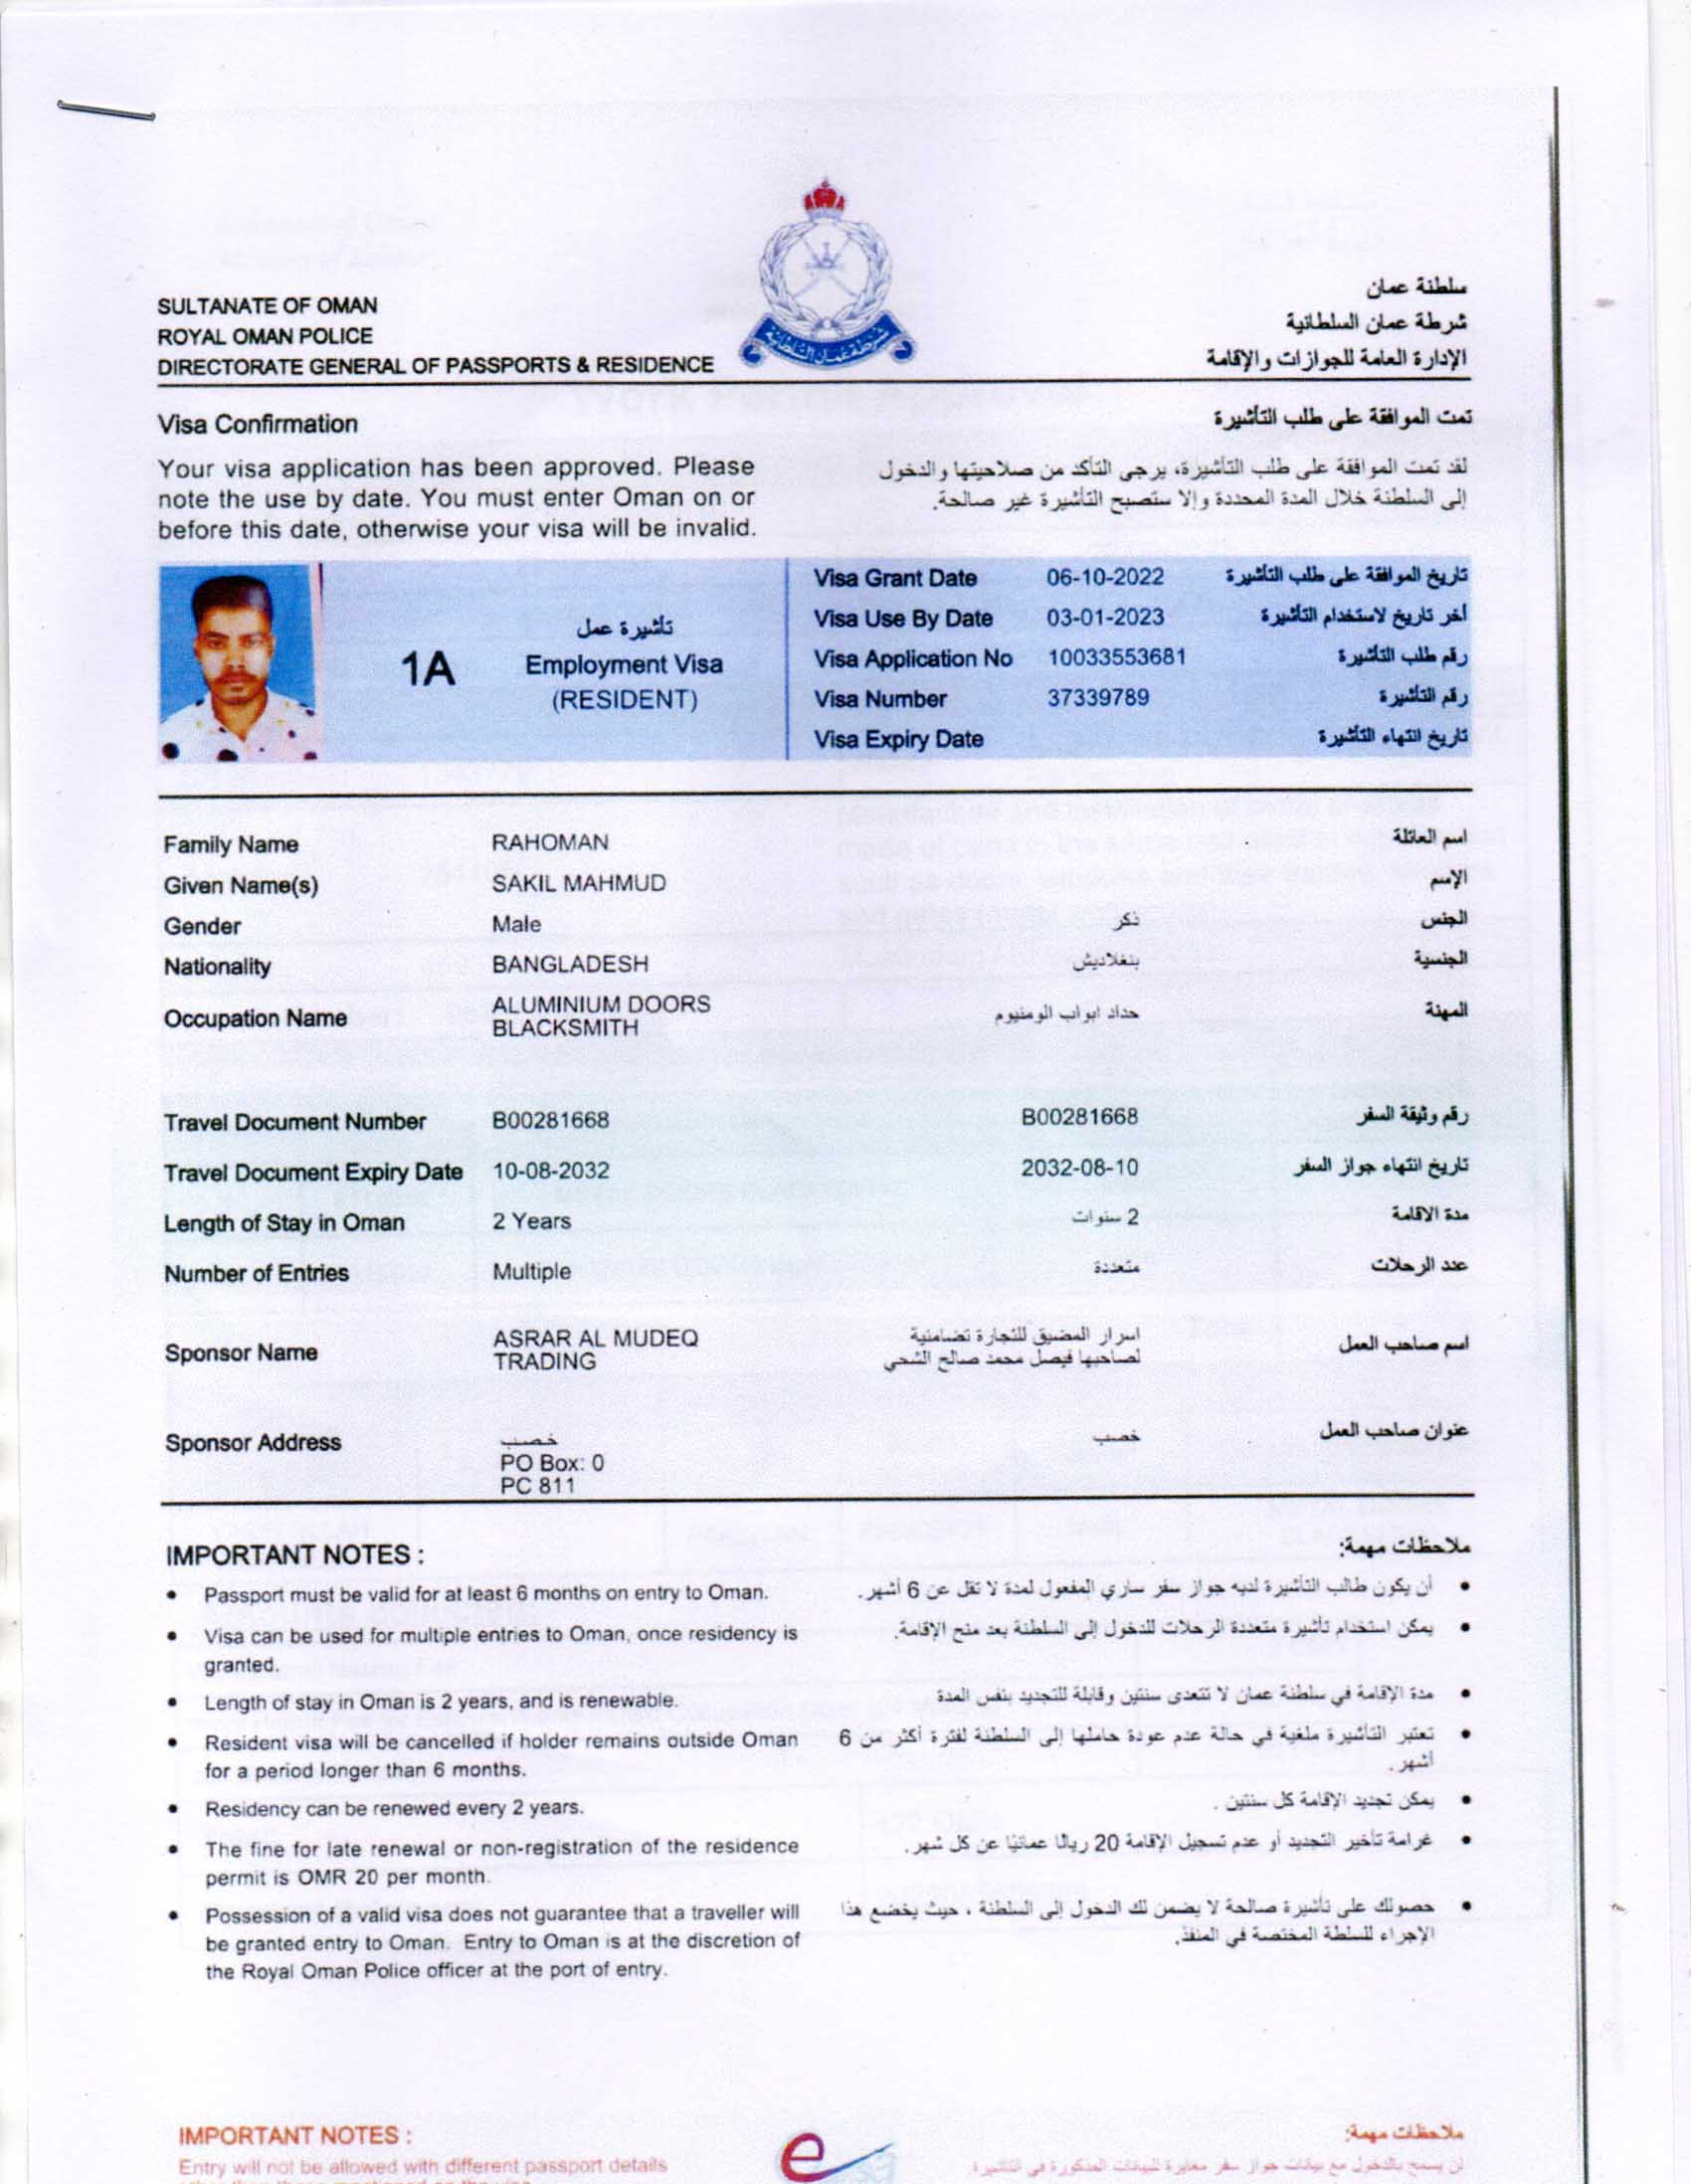 SULTANATE OF OMAN
ROYAL OMAN POLICE
DIRECTORATE GENERAL OF PASSPORTS & RESIDENCE
سلطنة عمان
شرطة عمان السلطانية
الإدارة العامة للجوازات والإقامة
شرطة عمان السلطانية
Visa Confirmation
تمت الموافقة على طلب التأشيرة
Your visa application has been approved. Please
note the use by date. You must enter Oman on or
before this date, otherwise your visa will be invalid.
لقد تمت الموافقة على طلب التأشيرة، يرجى التأكد من صلاحيتها والدخول
إلى السلطنة خلال المدة المحددة وإلا ستصبح التأشيرة غير صالحة.
1A
تأشيرة عمل
Employment Visa
(RESIDENT)
Visa Grant Date 06-10-2022 تاريخ الموافقة على طلب التأشيرة
Visa Use By Date 03-01-2023 أخر تاريخ لاستخدام التأشيرة
Visa Application No 10033553681 رقم طلب التأشيرة
Visa Number 37339789 رقم التأشيرة
Visa Expiry Date تاريخ انتهاء التأشيرة
Family Name RAHOMAN اسم العائلة
Given Name(s) SAKIL MAHMUD الإسم
Gender Male ذكر الجنس
Nationality BANGLADESH بنغلاديش الجنسية
Occupation Name ALUMINIUM DOORS
BLACKSMITH حداد ابواب الومنيوم المهنة
Travel Document Number B00281668 B00281668 رقم وثيقة السفر
Travel Document Expiry Date 10-08-2032 2032-08-10 تاريخ انتهاء جواز السفر
Length of Stay in Oman 2 Years 2 سنوات مدة الاقامة
Number of Entries Multiple متعددة عدد الرحلات
Sponsor Name ASRAR AL MUDEQ
TRADING
اسرار المضيق للتجارة تضامنية
لصاحبها فيصل محمد صالح الشحي
اسم صاحب العمل
Sponsor Address خصب خصب عنوان صاحب العمل
PO Box: 0
PC 811
IMPORTANT NOTES :
• Passport must be valid for at least 6 months on entry to Oman.
• Visa can be used for multiple entries to Oman, once residency is
granted.
• Length of stay in Oman is 2 years, and is renewable.
• Resident visa will be cancelled if holder remains outside Oman
for a period longer than 6 months.
• Residency can be renewed every 2 years.
• The fine for late renewal or non-registration of the residence
permit is OMR 20 per month.
• Possession of a valid visa does not guarantee that a traveller will
be granted entry to Oman. Entry to Oman is at the discretion of
the Royal Oman Police officer at the port of entry.
ملاحظات مهمة:
• أن يكون طالب التأشيرة لديه جواز سفر ساري المفعول لمدة لا تقل عن 6 أشهر.
• يمكن استخدام تأشيرة متعددة الرحلات للدخول إلى السلطنة بعد منح الإقامة.
• مدة الإقامة في سلطنة عمان لا تتعدى سنتين وقابلة للتجديد بنفس المدة
• تعتبر التأشيرة ملغية في حالة عدم عودة حاملها إلى السلطنة لفترة أكثر من 6
أشهر.
• يمكن تجديد الإقامة كل سنتين .
• غرامة تأخير التجديد أو عدم تسجيل الإقامة 20 ريالا عمانيا عن كل شهر.
• حصولك على تأشيرة صالحة لا يضمن لك الدخول إلى السلطنة ، حيث يخضع هذا
الإجراء للسلطة المختصة في المنفذ.
IMPORTANT NOTES :
Entry will not be allowed with different passport details
e
ملاحظات مهمة:
لن يسمح بالدخول مع بيانات جواز سفر مغايرة للبيانات المذكورة في التأشيرة